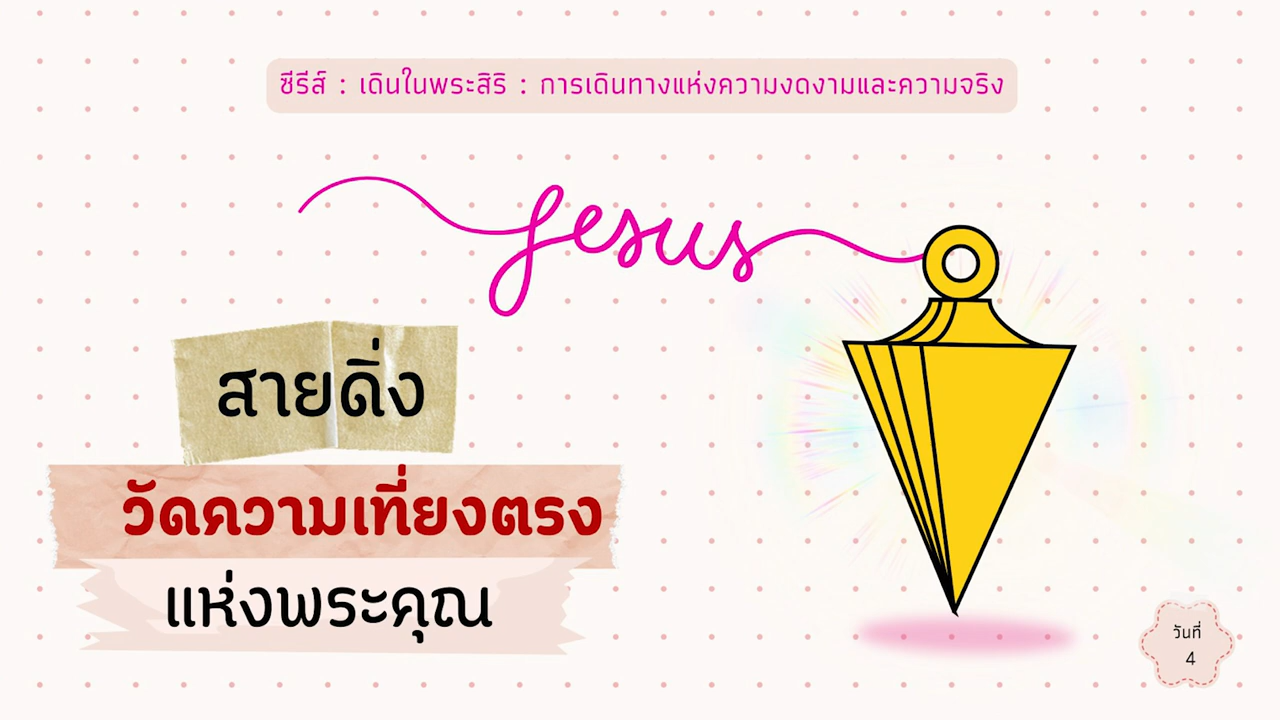 ซีรีส์ : เดินในพระสิริ : การเดินทางแห่งความงดงามและความจริง
Jesus
สายดิ่ง
วัดความเที่ยงตรง
แห่งพระคุณ
วันที่
4